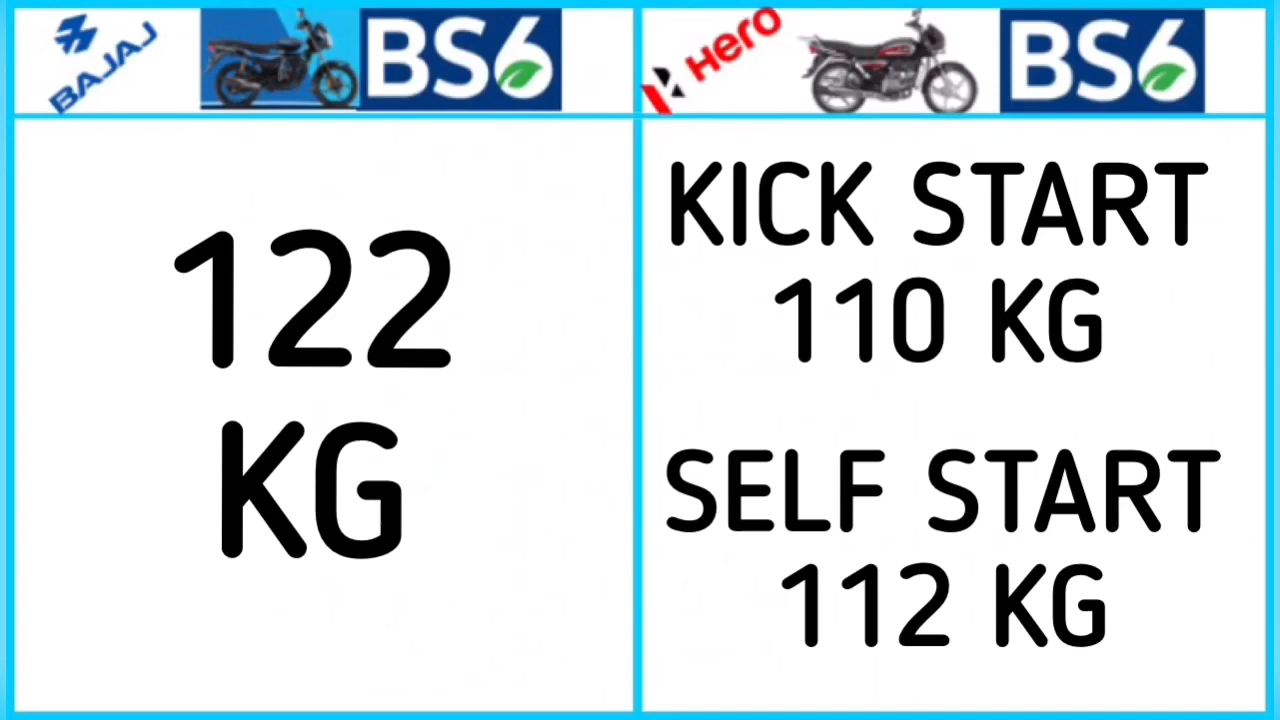 BAJAJ
BS6
Hero
BS6
122
KG
KICK START
110 KG
SELF START
112 KG